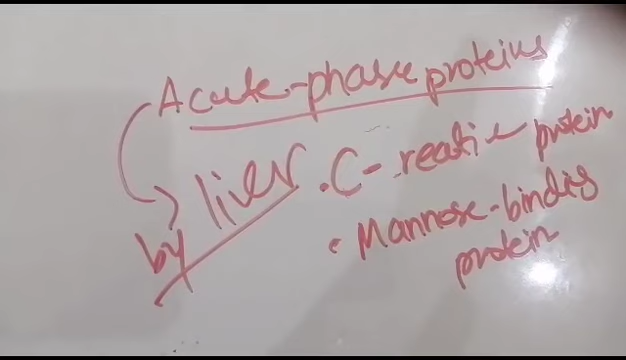 Acute-phase proteins
by liver
• C-reactive protein
• Mannose-binding
protein